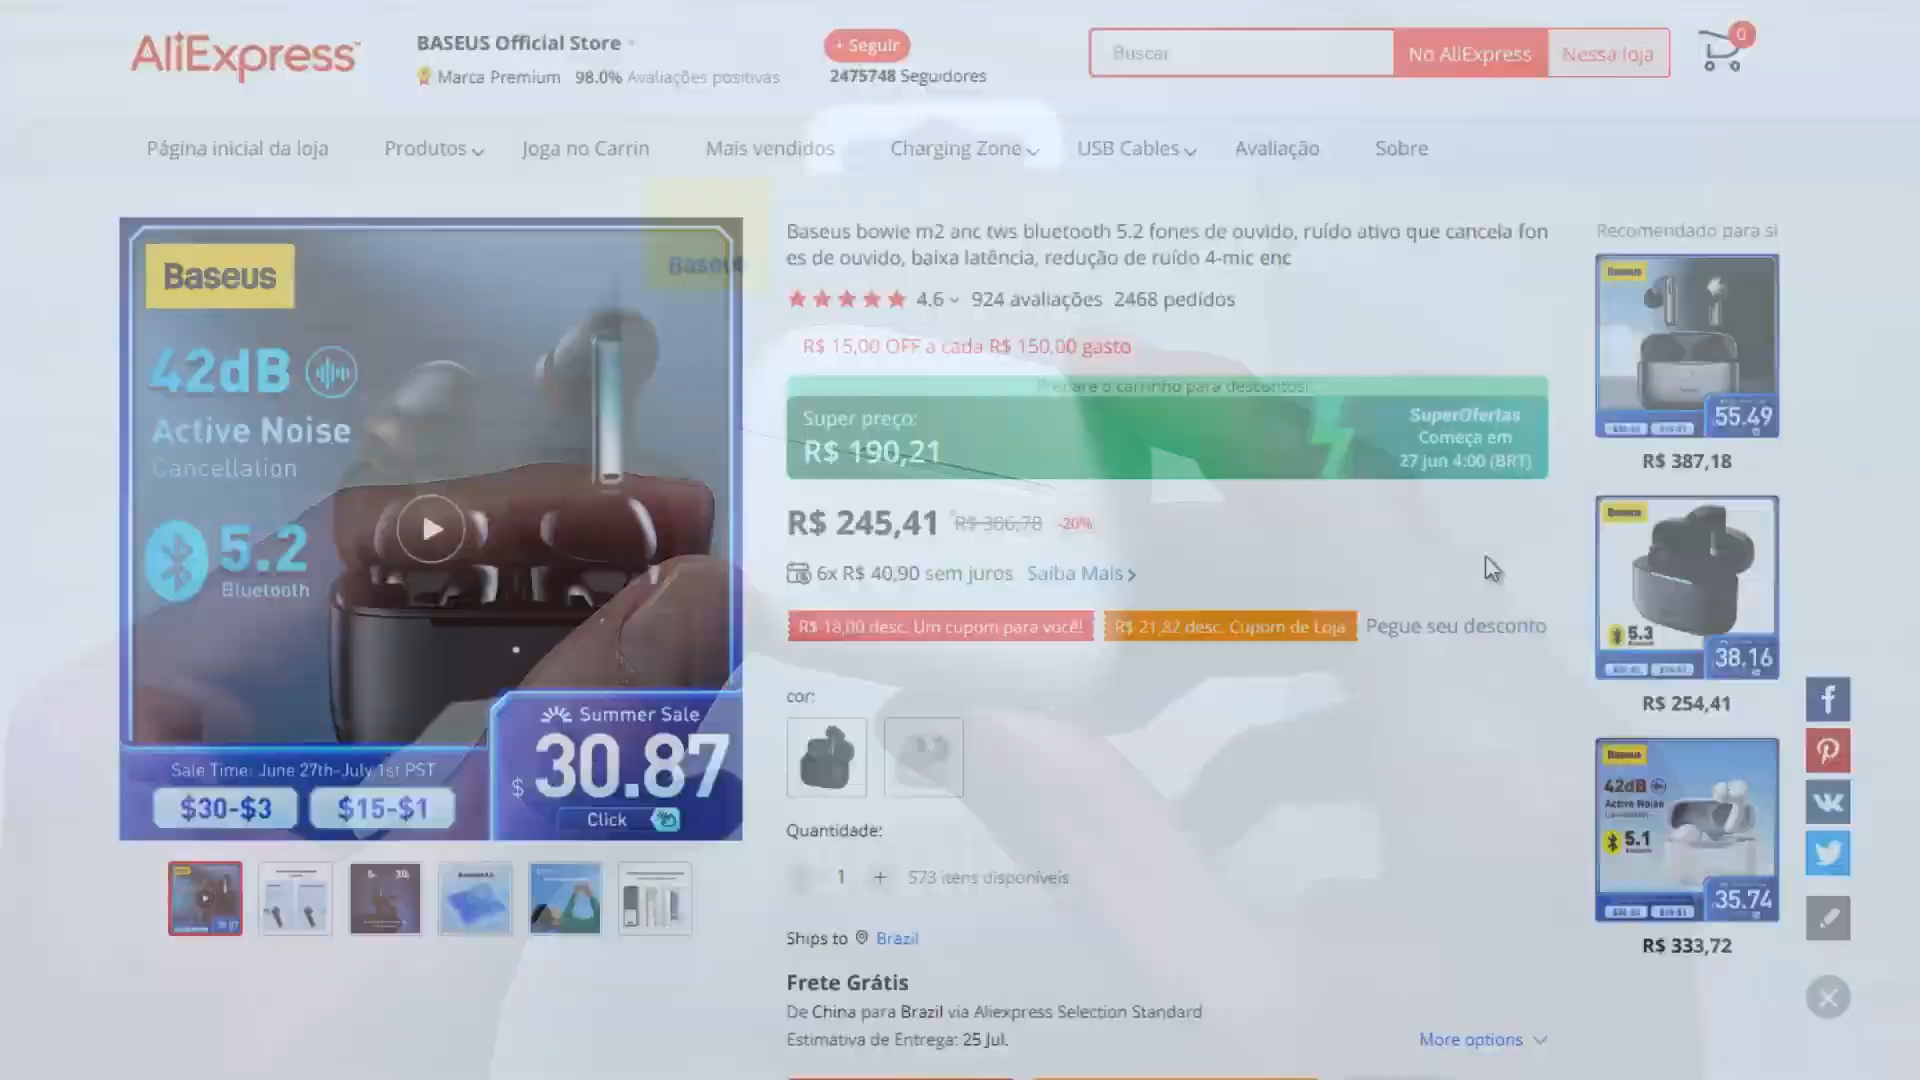 AliExpress
BASEUS Official Store
Marca Premium 98.0% Avaliações positivas
+ Seguir
2475748 Seguidores
Buscar
No AliExpress
Nessa loja
0
Página inicial da loja
Produtos
Joga no Carrin
Mais vendidos
Charging Zone
USB Cables
Avaliação
Sobre
Baseus
Baseus
42dB
Active Noise
Cancellation
5.2
Bluetooth
Summer Sale
$ 30.87
Click
Sale Time: June 27th-July 1st PST
$30-$3
$15-$1
Baseus bowie m2 anc tws bluetooth 5.2 fones de ouvido, ruído ativo que cancela fon
es de ouvido, baixa latência, redução de ruído 4-mic enc
4.6 924 avaliações 2468 pedidos
R$ 15,00 OFF a cada R$ 150,00 gasto
Prepare o carrinho para descontos!
Super preço:
R$ 190,21
SuperOfertas
Começa em
27 jun 4:00 (BRT)
R$ 245,41 R$ 306,78 -20%
6x R$ 40,90 sem juros Saiba Mais
R$ 18,00 desc. Um cupom para você!
R$ 21,82 desc. Cupom de Loja
Pegue seu desconto
cor:
Quantidade:
1 + 573 itens disponíveis
Ships to Brazil
Frete Grátis
De China para Brazil via Aliexpress Selection Standard
Estimativa de Entrega: 25 Jul.
More options
Recomendado para si
Baseus
55.49
R$ 387,18
Baseus
5.3
38.16
R$ 254,41
Baseus
42dB
Active Noise
5.1
35.74
R$ 333,72